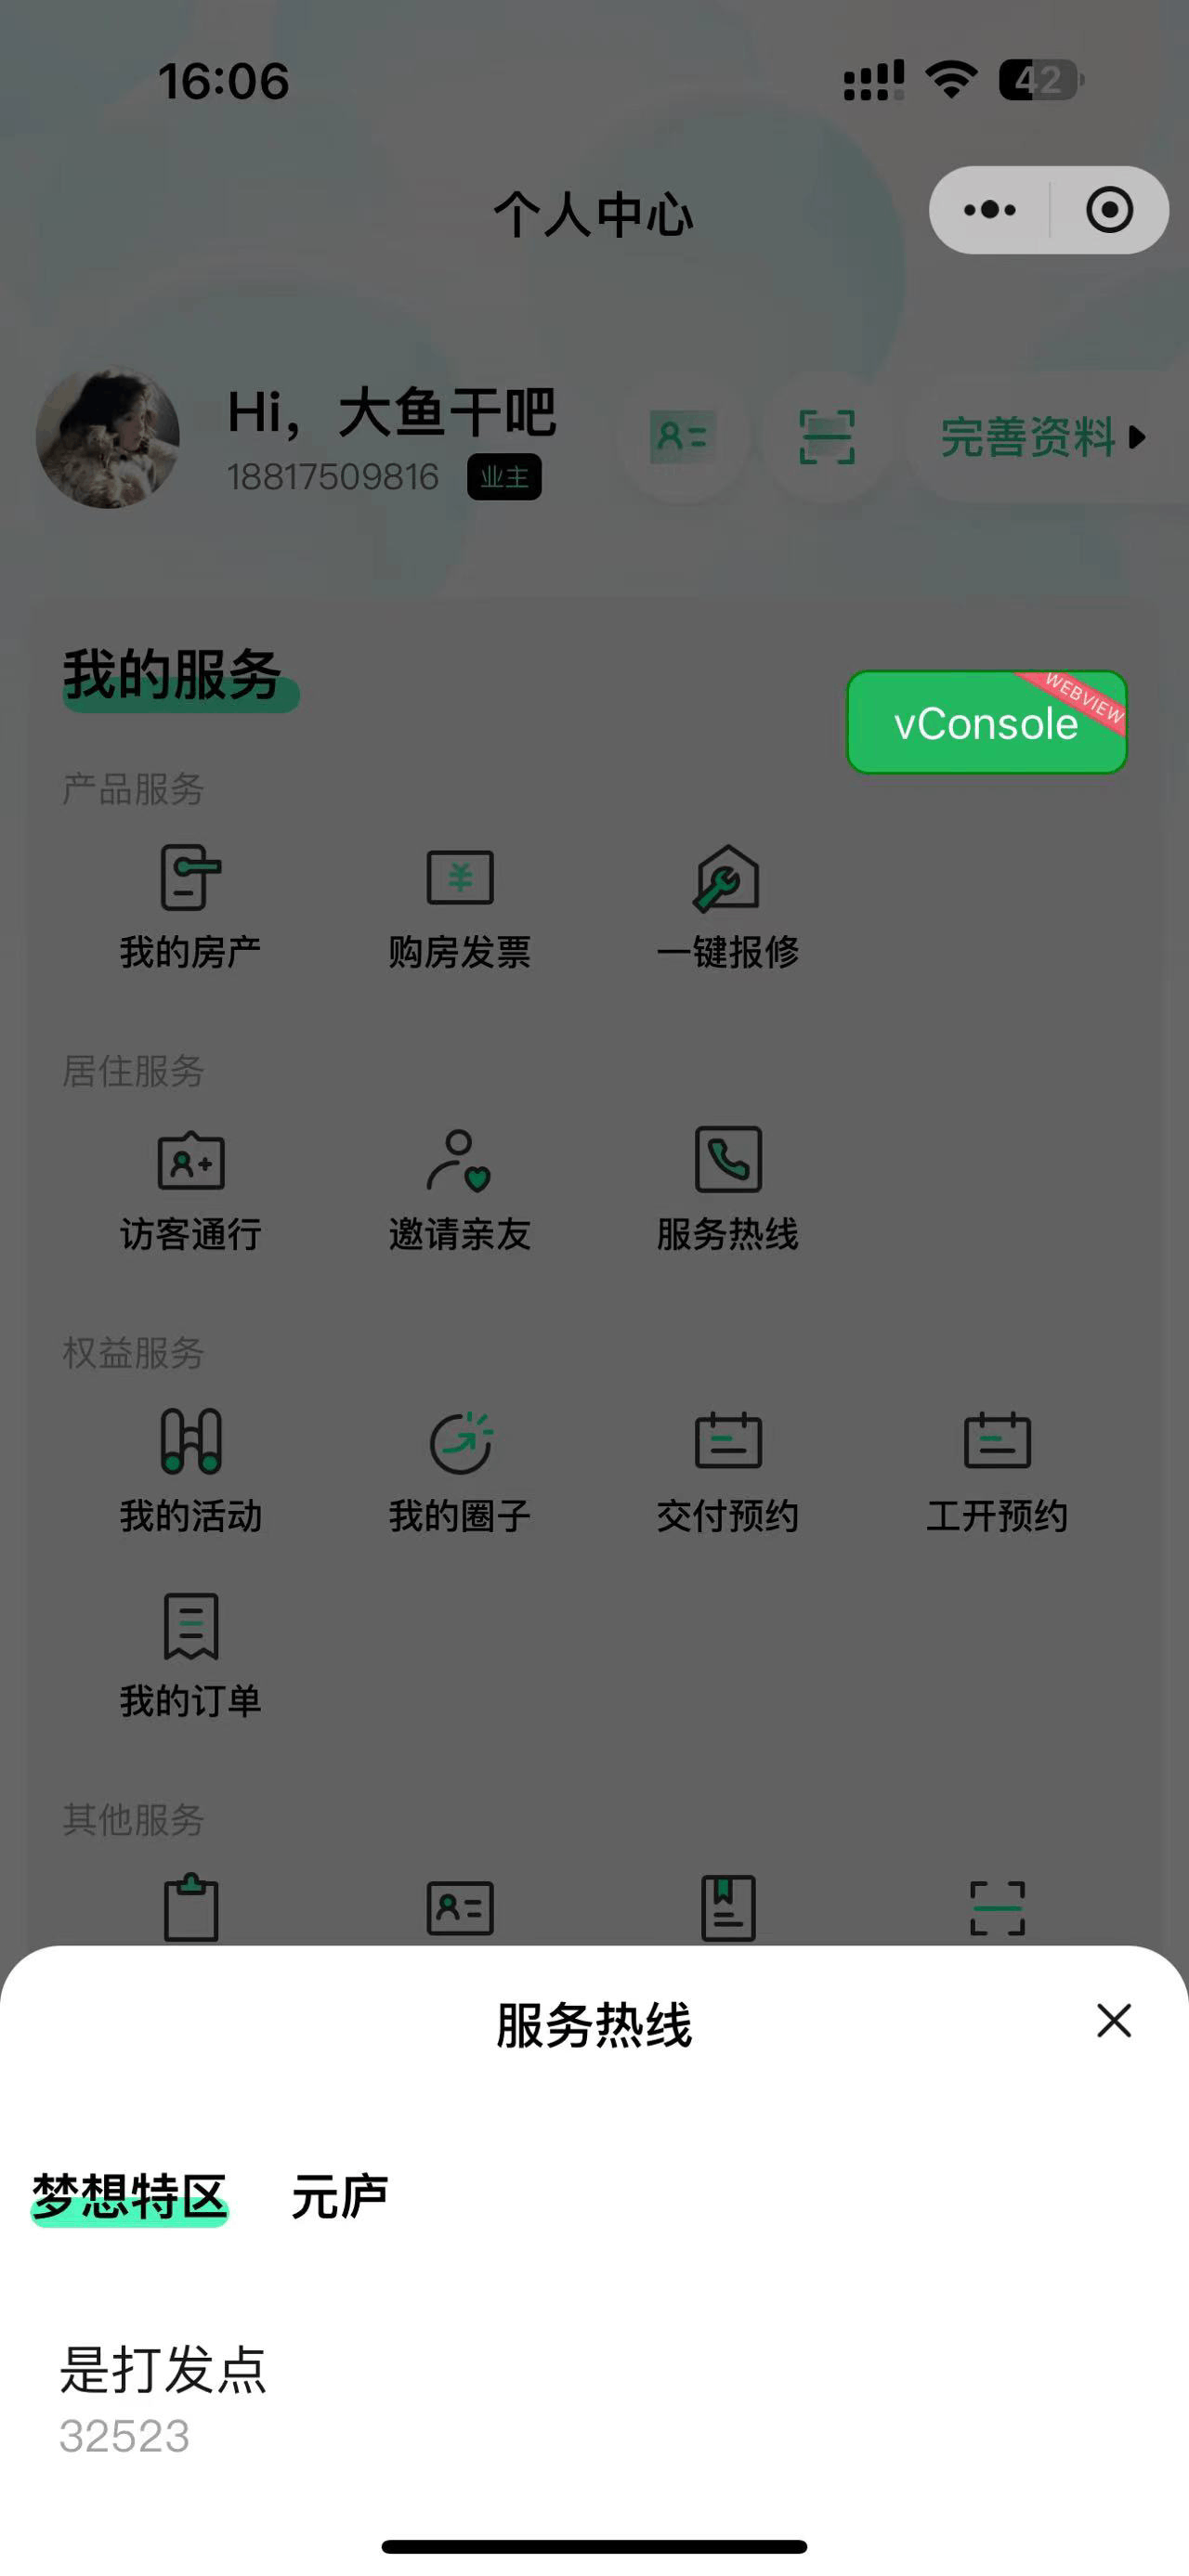 16:06
42
个人中心
Hi，大鱼干吧
18817509816 业主
完善资料
我的服务
vConsole
WEBVIEW
产品服务
我的房产 购房发票 一键报修
居住服务
访客通行 邀请亲友 服务热线
权益服务
我的活动 我的圈子 交付预约 工开预约
我的订单
其他服务
服务热线
梦想特区 元庐
是打发点
32523